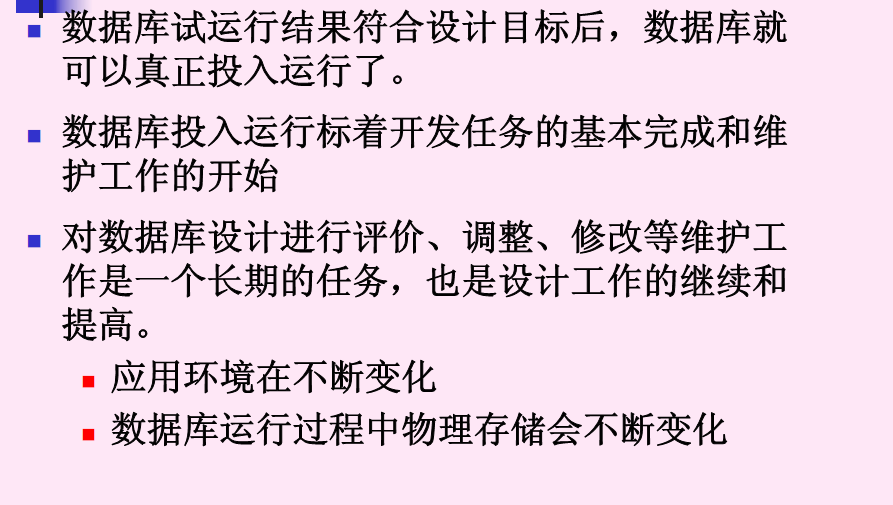 数据库试运行结果符合设计目标后，数据库就
可以真正投入运行了。
数据库投入运行标着开发任务的基本完成和维
护工作的开始
对数据库设计进行评价、调整、修改等维护工
作是一个长期的任务，也是设计工作的继续和
提高。
应用环境在不断变化
数据库运行过程中物理存储会不断变化